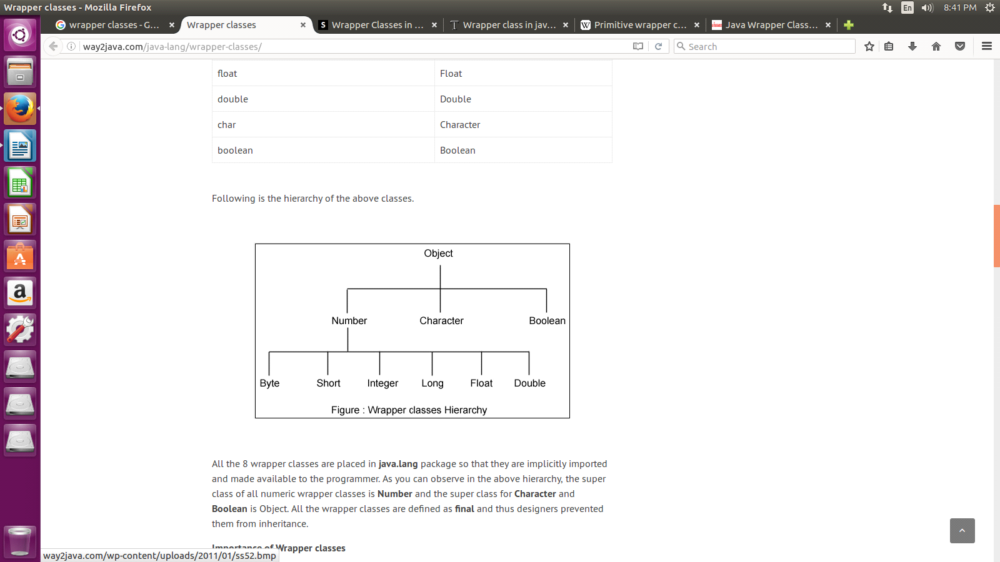 Wrapper classes - Mozilla Firefox
En
8:41 PM
wrapper classes - G...
Wrapper classes
Wrapper Classes in ...
Wrapper class in jav...
Primitive wrapper c...
Java Wrapper Class...
way2java.com/java-lang/wrapper-classes/
Search
float Float
double Double
char Character
boolean Boolean
Following is the hierarchy of the above classes.
Object
Number Character Boolean
Byte Short Integer Long Float Double
Figure : Wrapper classes Hierarchy
All the 8 wrapper classes are placed in java.lang package so that they are implicitly imported
and made available to the programmer. As you can observe in the above hierarchy, the super
class of all numeric wrapper classes is Number and the super class for Character and
Boolean is Object. All the wrapper classes are defined as final and thus designers prevented
them from inheritance.
Importance of Wrapper classes
way2java.com/wp-content/uploads/2011/01/ss52.bmp